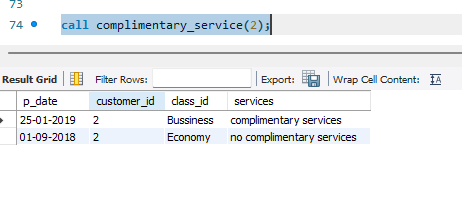 73
74 call complimentary_service(2);
Result Grid Filter Rows: Export: Wrap Cell Content: IA
p_date customer_id class_id services
25-01-2019 2 Bussiness complimentary services
01-09-2018 2 Economy no complimentary services